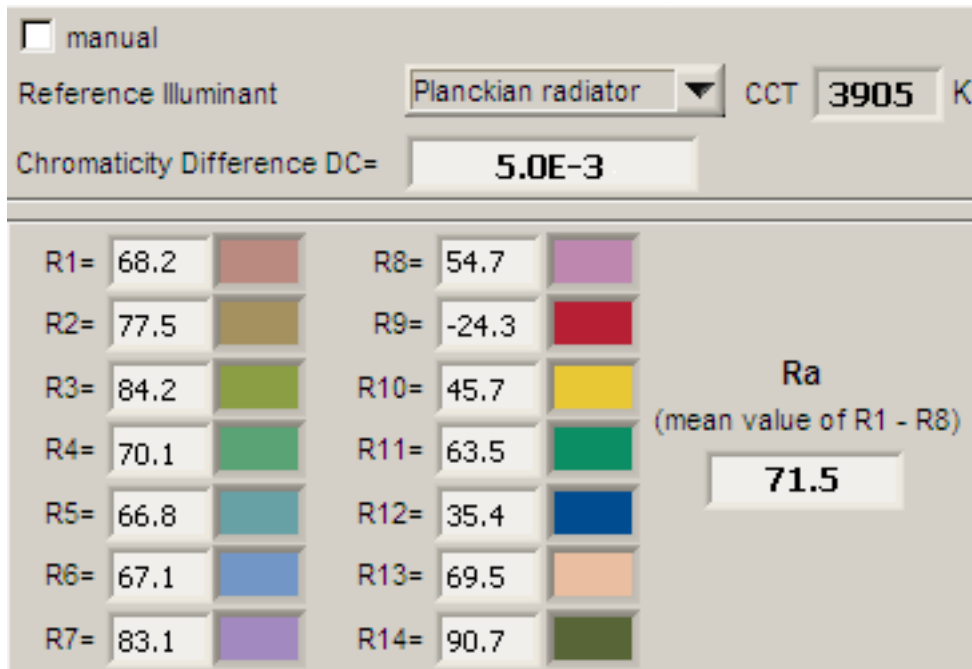 manual
Reference Illuminant Planckian radiator CCT 3905 K
Chromaticity Difference DC= 5.0E-3
R1= 68.2 R8= 54.7
R2= 77.5 R9= -24.3
R3= 84.2 R10= 45.7
Ra
R4= 70.1 R11= 63.5 (mean value of R1 - R8)
71.5
R5= 66.8 R12= 35.4
R6= 67.1 R13= 69.5
R7= 83.1 R14= 90.7